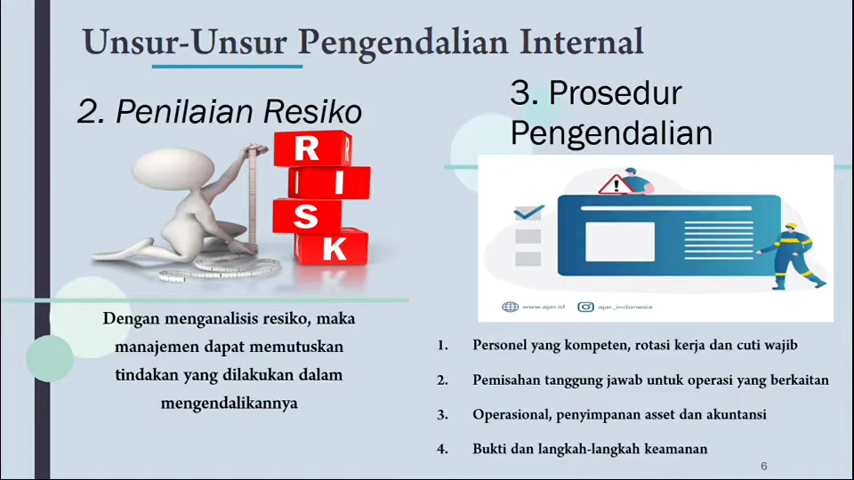 Unsur-Unsur Pengendalian Internal
2. Penilaian Resiko
R R
I I
S
K
Dengan menganalisis resiko, maka
manajemen dapat memutuskan
tindakan yang dilakukan dalam
mengendalikannya
3. Prosedur
Pengendalian
!
www.ajar.id ajar_indonesia
1. Personel yang kompeten, rotasi kerja dan cuti wajib
2. Pemisahan tanggung jawab untuk operasi yang berkaitan
3. Operasional, penyimpanan asset dan akuntansi
4. Bukti dan langkah-langkah keamanan
6